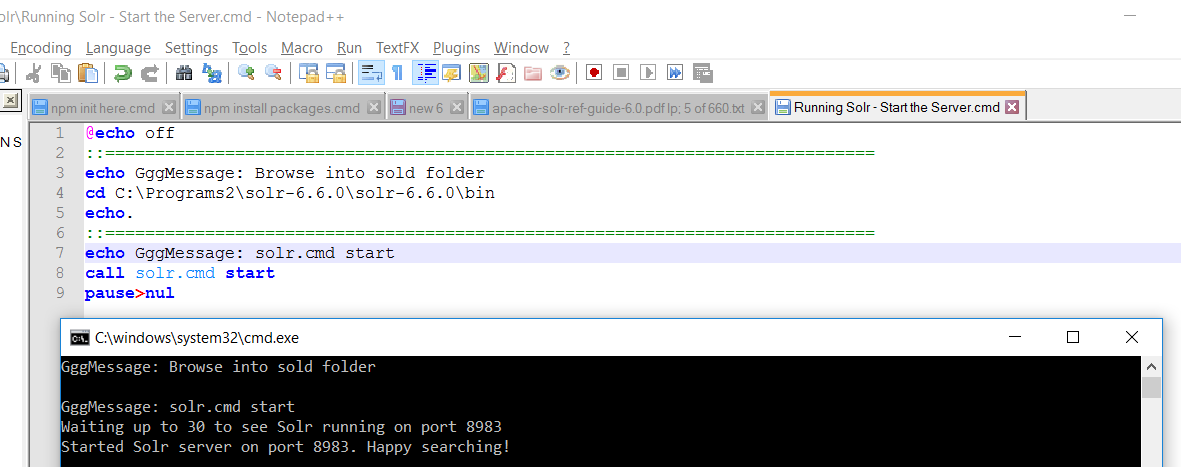 olr\Running Solr - Start the Server.cmd - Notepad++
Encoding Language Settings Tools Macro Run TextFX Plugins Window ?
npm init here.cmd npm install packages.cmd new 6 apache-solr-ref-guide-6.0.pdf lp; 5 of 660.txt Running Solr - Start the Server.cmd
N S
1 @echo off
2 ::=============================================================================
3 echo GggMessage: Browse into sold folder
4 cd C:\Programs2\solr-6.6.0\solr-6.6.0\bin
5 echo.
6 ::=============================================================================
7 echo GggMessage: solr.cmd start
8 call solr.cmd start
9 pause>nul
C:\windows\system32\cmd.exe
GggMessage: Browse into sold folder
GggMessage: solr.cmd start
Waiting up to 30 to see Solr running on port 8983
Started Solr server on port 8983. Happy searching!